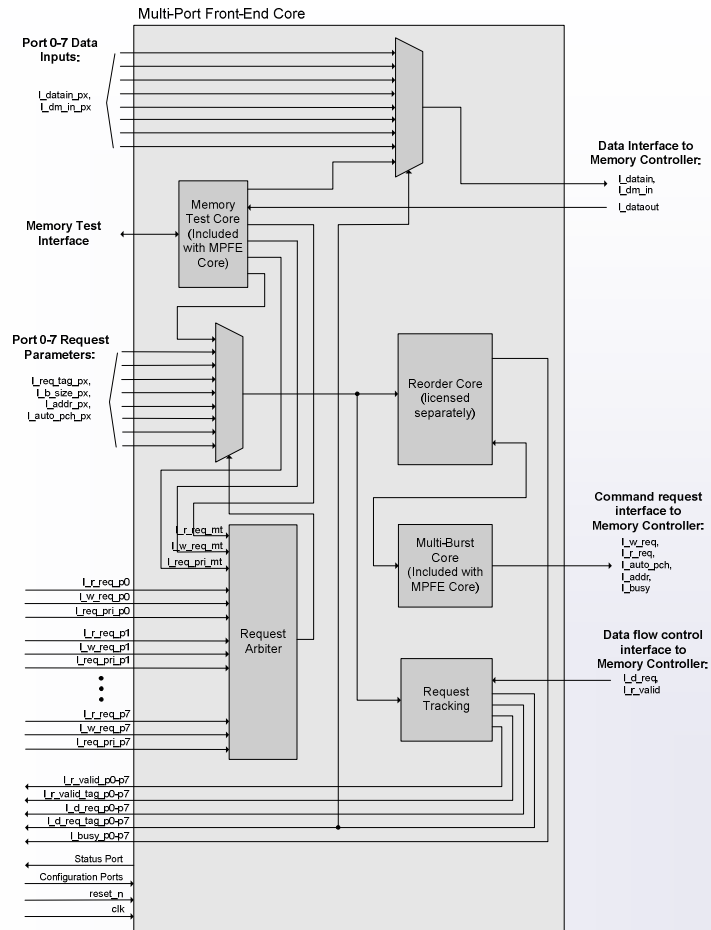 Multi-Port Front-End Core
Port 0-7 Data
Inputs:
l_datain_px,
l_dm_in_px
Data Interface to
Memory Controller:
l_datain,
l_dm_in
l_dataout
Memory
Test Core
(Included
with MPFE
Core)
Memory Test
Interface
Port 0-7 Request
Parameters:
l_req_tag_px,
l_b_size_px,
l_addr_px,
l_auto_pch_px
Reorder Core
(licensed
separately)
Command request
interface to
Memory Controller:
l_w_req,
l_r_req,
l_auto_pch,
l_addr,
l_busy
Multi-Burst
Core
(Included with
MPFE Core)
l_r_req_mt
l_w_req_mt
l_req_pri_mt
l_r_req_p0
l_w_req_p0
l_req_pri_p0
l_r_req_p1
l_w_req_p1
l_req_pri_p1
l_r_req_p7
l_w_req_p7
l_req_pri_p7
Request
Arbiter
Data flow control
interface to
Memory Controller:
l_d_req,
l_r_valid
Request
Tracking
l_r_valid_p0-p7
l_r_valid_tag_p0-p7
l_d_req_p0-p7
l_d_req_tag_p0-p7
l_busy_p0-p7
Status Port
Configuration Ports
reset_n
clk